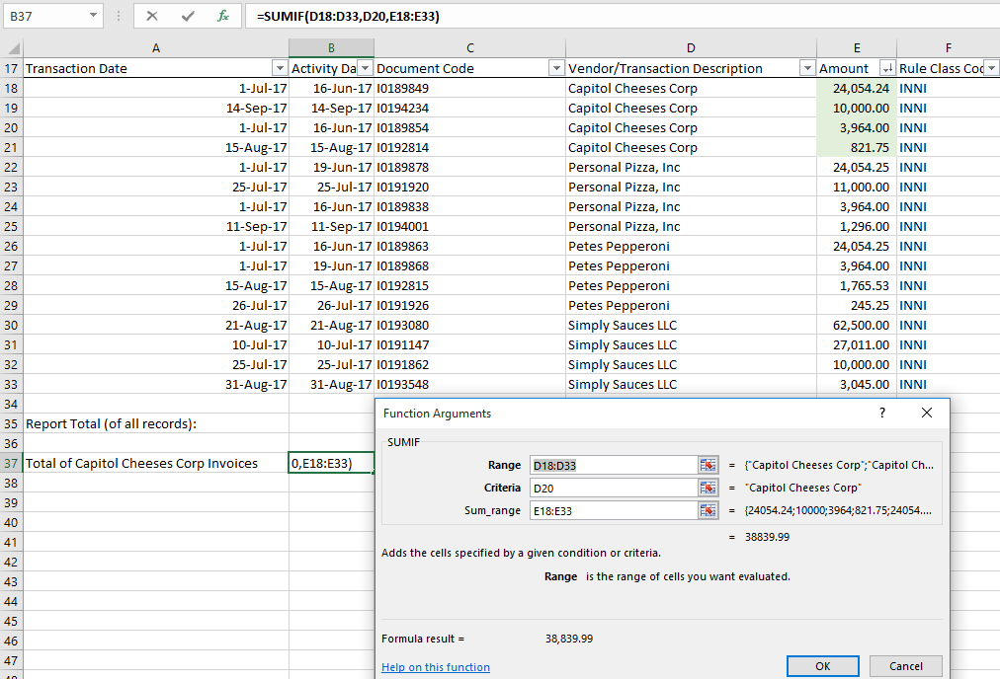 B37 fx =SUMIF(D18:D33,D20,E18:E33)
A B C D E F
17 Transaction Date Activity Da Document Code Vendor/Transaction Description Amount Rule Class Coc
18 1-Jul-17 16-Jun-17 I0189849 Capitol Cheeses Corp 24,054.24 INNI
19 14-Sep-17 14-Sep-17 I0194234 Capitol Cheeses Corp 10,000.00 INNI
20 1-Jul-17 16-Jun-17 I0189854 Capitol Cheeses Corp 3,964.00 INNI
21 15-Aug-17 15-Aug-17 I0192814 Capitol Cheeses Corp 821.75 INNI
22 1-Jul-17 19-Jun-17 I0189878 Personal Pizza, Inc 24,054.25 INNI
23 25-Jul-17 25-Jul-17 I0191920 Personal Pizza, Inc 11,000.00 INNI
24 1-Jul-17 16-Jun-17 I0189838 Personal Pizza, Inc 3,964.00 INNI
25 11-Sep-17 11-Sep-17 I0194001 Personal Pizza, Inc 1,296.00 INNI
26 1-Jul-17 16-Jun-17 I0189863 Petes Pepperoni 24,054.25 INNI
27 1-Jul-17 19-Jun-17 I0189868 Petes Pepperoni 3,964.00 INNI
28 15-Aug-17 15-Aug-17 I0192815 Petes Pepperoni 1,765.53 INNI
29 26-Jul-17 26-Jul-17 I0191926 Petes Pepperoni 245.25 INNI
30 21-Aug-17 21-Aug-17 I0193080 Simply Sauces LLC 62,500.00 INNI
31 10-Jul-17 10-Jul-17 I0191147 Simply Sauces LLC 27,011.00 INNI
32 25-Jul-17 25-Jul-17 I0191862 Simply Sauces LLC 10,000.00 INNI
33 31-Aug-17 31-Aug-17 I0193548 Simply Sauces LLC 3,045.00 INNI
34
35 Report Total (of all records):
36
37 Total of Capitol Cheeses Corp Invoices 0,E18:E33)
38
39
40
41
42
43
44
45
46
47
48
Function Arguments ?
SUMIF
Range D18:D33 = {"Capitol Cheeses Corp";"Capitol Ch...
Criteria D20 = "Capitol Cheeses Corp"
Sum_range E18:E33 = {24054.24;10000;3964;821.75;24054....
= 38839.99
Adds the cells specified by a given condition or criteria.
Range is the range of cells you want evaluated.
Formula result = 38,839.99
Help on this function OK Cancel